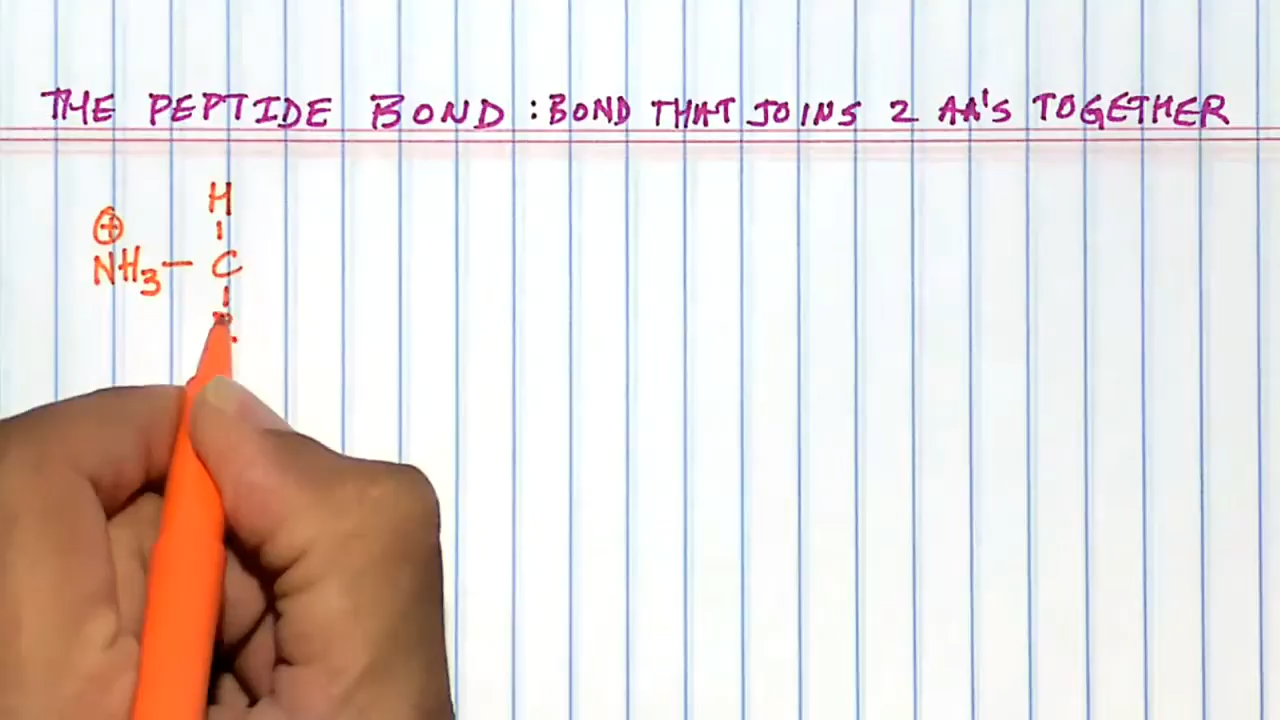 THE PEPTIDE BOND : BOND THAT JOINS 2 AA'S TOGETHER
H
+
NH3 - C